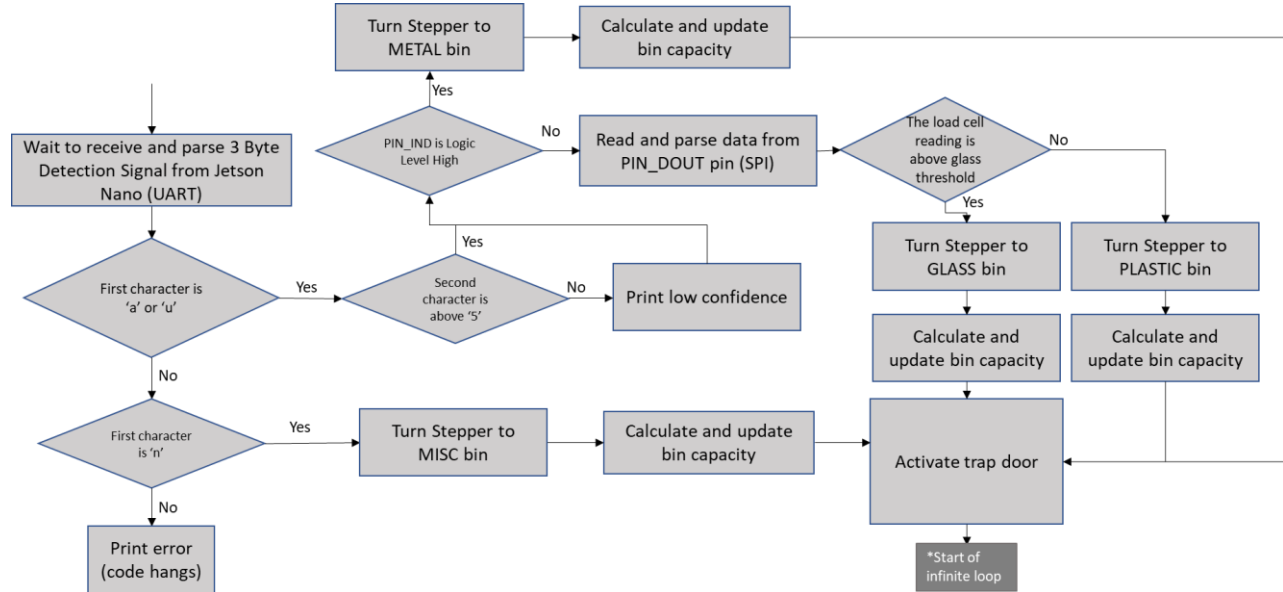 Turn Stepper to
METAL bin
Calculate and update
bin capacity
Yes
Wait to receive and parse 3 Byte
Detection Signal from Jetson
Nano (UART)
PIN_IND is Logic
Level High
No
Read and parse data from
PIN_DOUT pin (SPI)
The load cell
reading is
above glass
threshold
No
Yes
Turn Stepper to
GLASS bin
Turn Stepper to
PLASTIC bin
First character is
‘a’ or ‘u’
Yes
Yes
Second
character is
above ‘5’
No
Print low confidence
Calculate and
update bin capacity
Calculate and
update bin capacity
No
First character
is ‘n’
Yes
Turn Stepper to
MISC bin
Calculate and update
bin capacity
Activate trap door
No
Print error
(code hangs)
*Start of
infinite loop